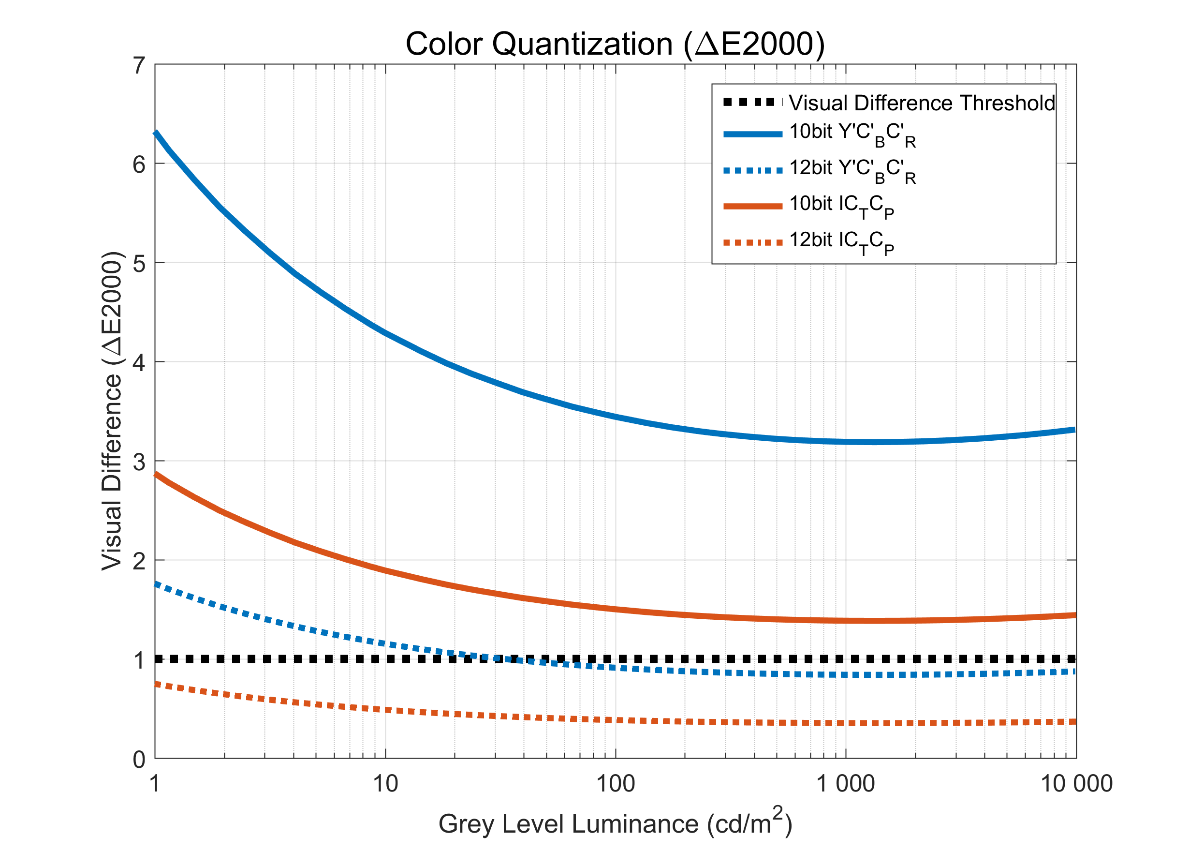 Color Quantization (ΔE2000)
Visual Difference Threshold
10bit Y'C'BC'R
12bit Y'C'BC'R
10bit ICTCP
12bit ICTCP
7
6
5
4
3
2
1
0
Visual Difference (ΔE2000)
1 10 100 1 000 10 000
Grey Level Luminance (cd/m2)